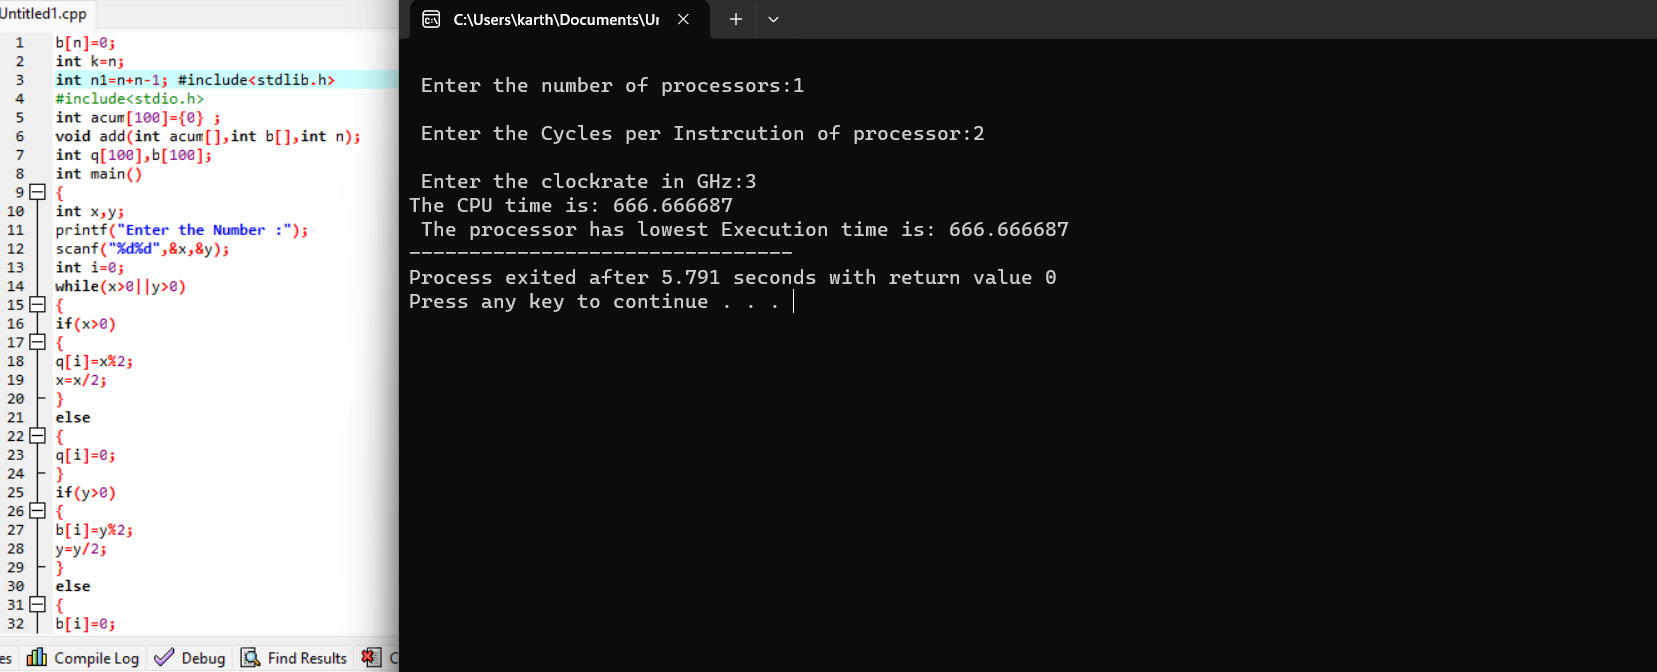 Untitled1.cpp
1 b[n]=0;
2 int k=n;
3 int n1=n+n-1; #include<stdlib.h>
4 #include<stdio.h>
5 int acum[100]={0} ;
6 void add(int acum[],int b[],int n);
7 int q[100],b[100];
8 int main()
9 {
10 int x,y;
11 printf("Enter the Number :");
12 scanf("%d%d",&x,&y);
13 int i=0;
14 while(x>0||y>0)
15 {
16 if(x>0)
17 {
18 q[i]=x%2;
19 x=x/2;
20 }
21 else
22 {
23 q[i]=0;
24 }
25 if(y>0)
26 {
27 b[i]=y%2;
28 y=y/2;
29 }
30 else
31 {
32 b[i]=0;
es Compile Log Debug Find Results C
C:\Users\karth\Documents\Ur
Enter the number of processors:1
Enter the Cycles per Instrcution of processor:2
Enter the clockrate in GHz:3
The CPU time is: 666.666687
The processor has lowest Execution time is: 666.666687
--------------------------------
Process exited after 5.791 seconds with return value 0
Press any key to continue . . .